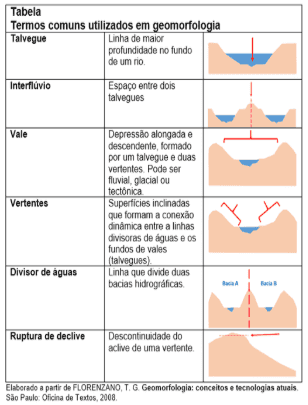 Tabela
Termos comuns utilizados em geomorfologia
Talvegue
Linha de maior
profundidade no fundo
de um rio.
Interflúvio
Espaço entre dois
talvegues
Vale
Depressão alongada e
descendente, formado
por um talvegue e duas
vertentes. Pode ser
fluvial, glacial ou
tectônica.
Vertentes
Superfícies inclinadas
que formam a conexão
dinâmica entre a linhas
divisoras de águas e os
fundos de vales
(talvegues).
Divisor de águas
Linha que divide duas
bacias hidrográficas.
Bacia A
Bacia B
Ruptura de declive
Descontinuidade do
aclive de uma vertente.
Elaborado a partir de FLORENZANO, T. G. Geomorfologia: conceitos e tecnologias atuais.
São Paulo: Oficina de Textos, 2008.